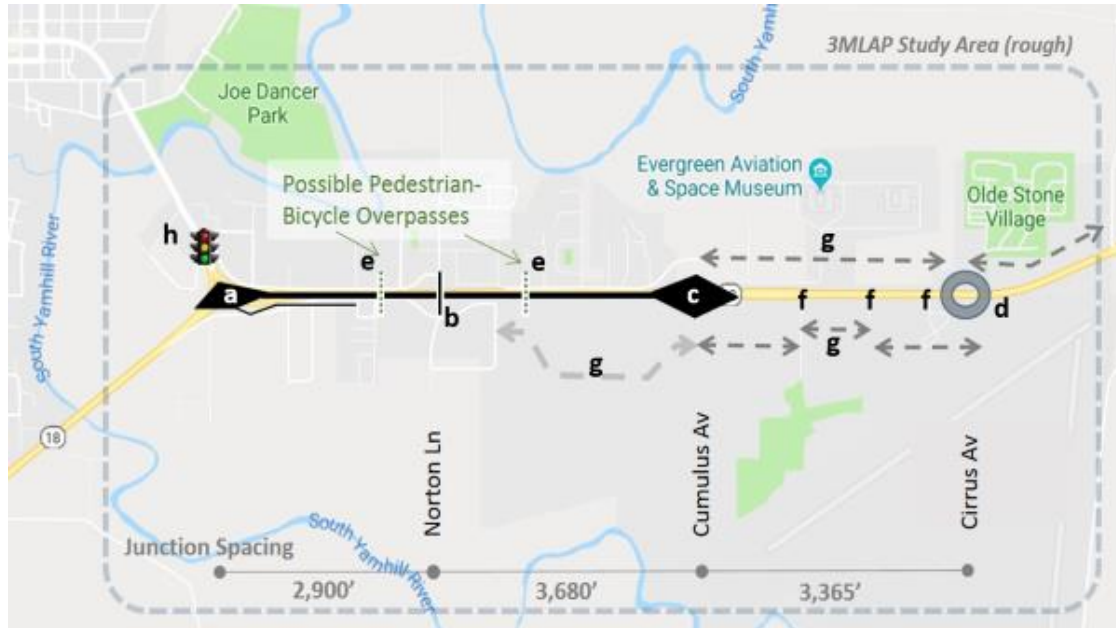 3MLAP Study Area (rough)
South Yamh
Joe Dancer
Park
Evergreen Aviation
& Space Museum
Olde Stone
Village
Possible Pedestrian-
Bicycle Overpasses
South Yamhill River
h
e
e
g
a
b
c
f
f
f
d
g
g
18
Norton Ln
Cumulus Av
Cirrus Av
South Yamhill River
Junction Spacing
2,900'
3,680'
3,365'